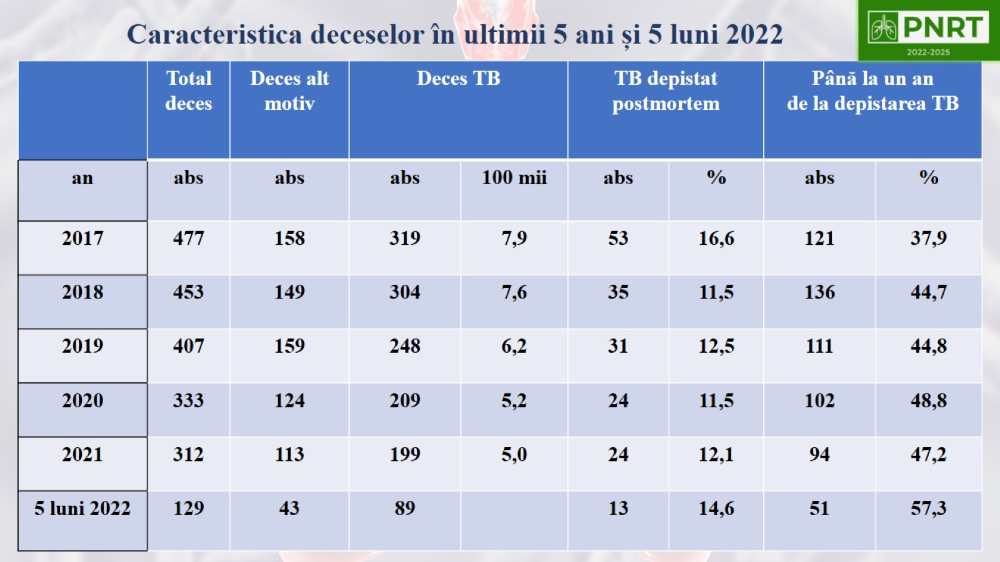 Caracteristica deceselor în ultimii 5 ani și 5 luni 2022
PNRT
2022-2025
Total deces
Deces alt motiv
Deces TB
TB depistat postmortem
Până la un an de la depistarea TB
an abs abs abs 100 mii abs % abs %
2017 477 158 319 7,9 53 16,6 121 37,9
2018 453 149 304 7,6 35 11,5 136 44,7
2019 407 159 248 6,2 31 12,5 111 44,8
2020 333 124 209 5,2 24 11,5 102 48,8
2021 312 113 199 5,0 24 12,1 94 47,2
5 luni 2022 129 43 89 13 14,6 51 57,3